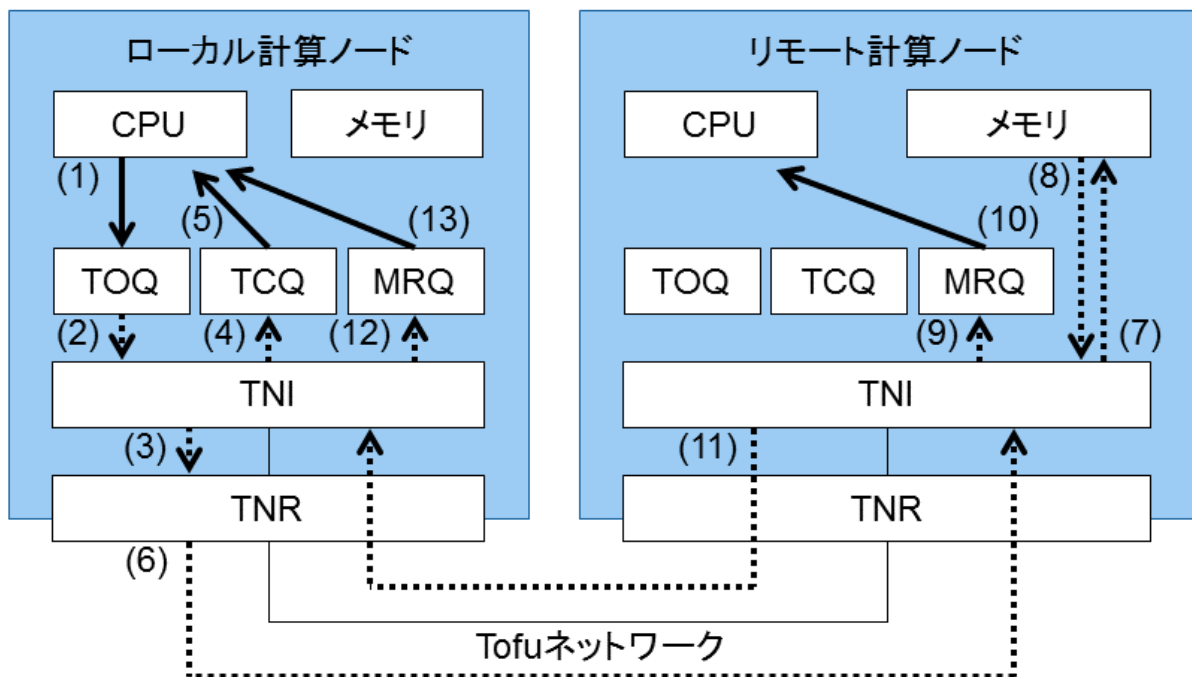 ローカル計算ノード
リモート計算ノード
CPU
メモリ
CPU
メモリ
(1)
(5)
(13)
(10)
(8)
TOQ
TCQ
MRQ
TOQ
TCQ
MRQ
(2)
(4)
(12)
(9)
(7)
TNI
TNI
(3)
(11)
TNR
TNR
(6)
Tofuネットワーク